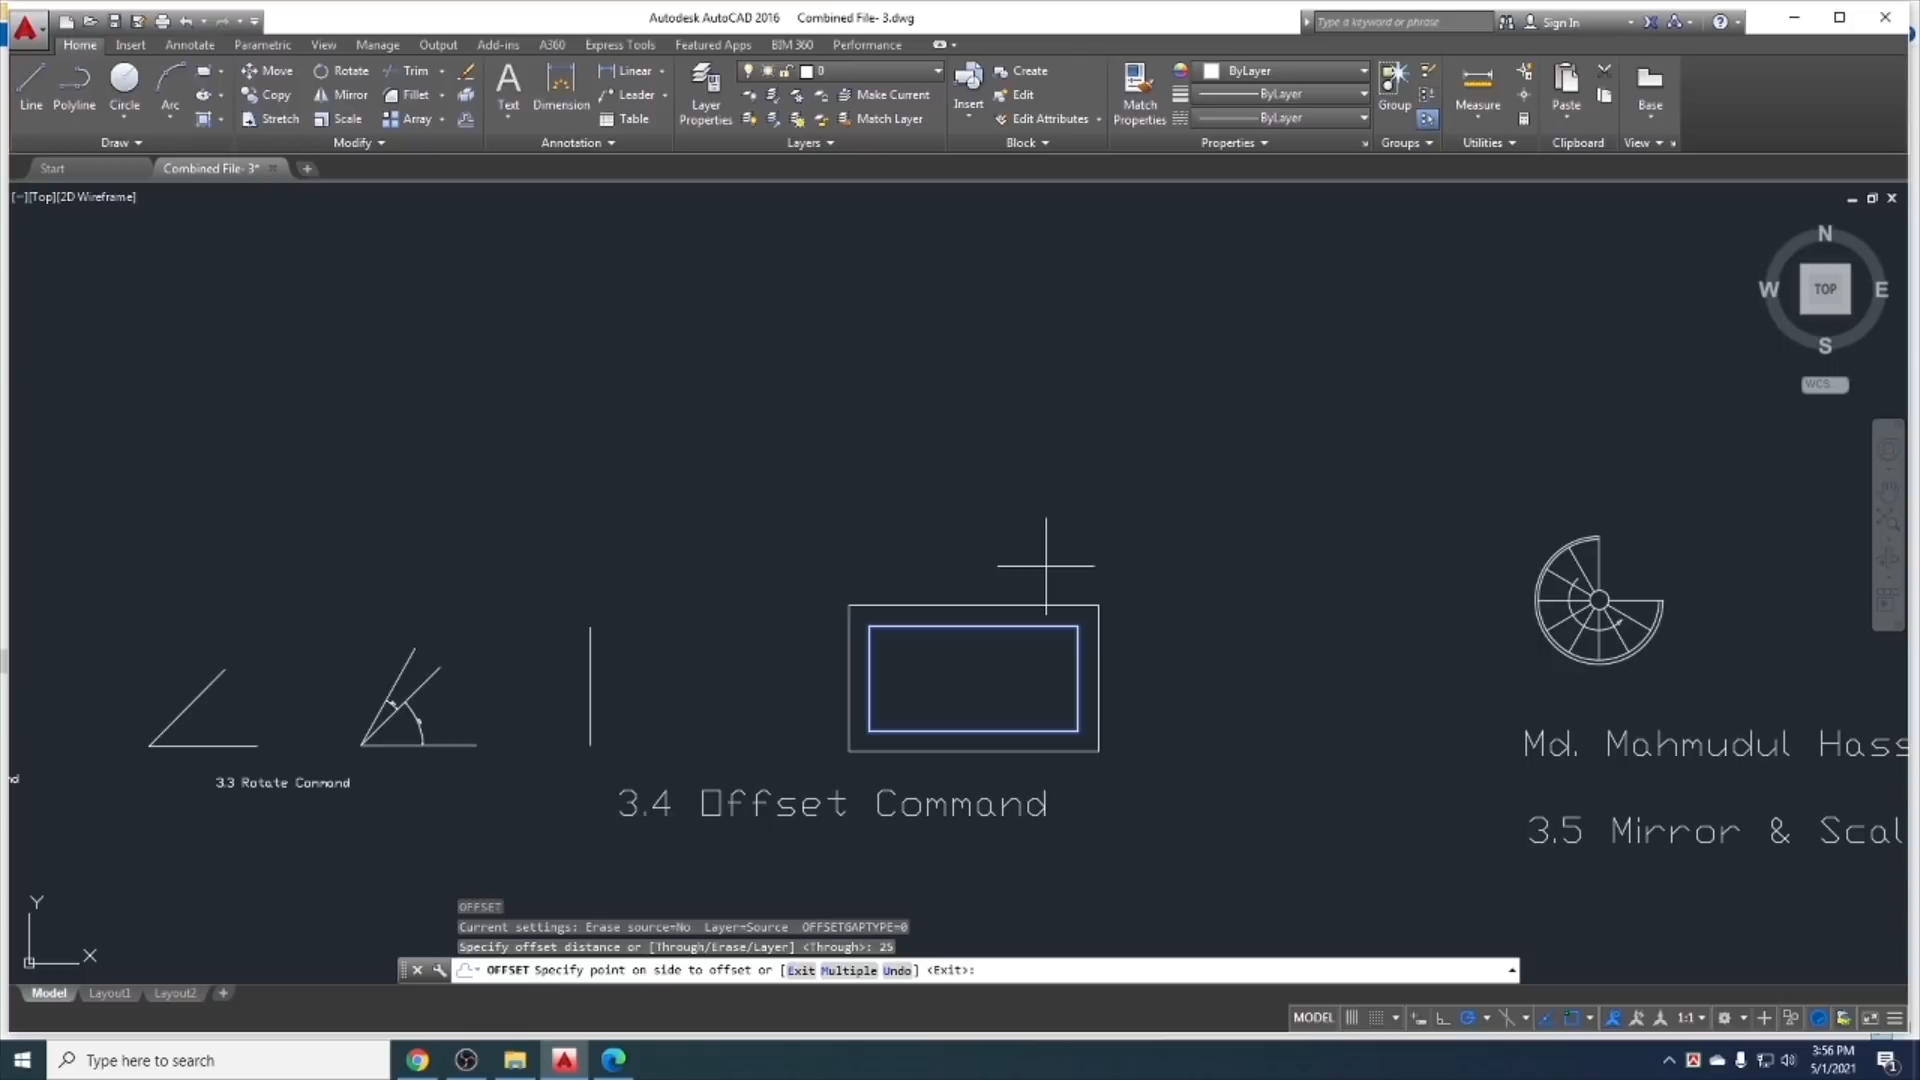 Autodesk AutoCAD 2016 Combined File- 3.dwg
Type a keyword or phrase
Sign In
Home Insert Annotate Parametric View Manage Output Add-ins A360 Express Tools Featured Apps BIM 360 Performance
Line Polyline Circle Arc
Draw
Move Rotate Trim
Copy Mirror Fillet
Stretch Scale Array
Modify
Text Dimension
Linear
Leader
Table
Annotation
Layer Properties
0
Make Current
Match Layer
Layers
Insert
Create
Edit
Edit Attributes
Block
Match Properties
ByLayer
ByLayer
ByLayer
Properties
Group
Groups
Measure
Utilities
Paste
Clipboard
Base
View
Start Combined File- 3*
[−][Top][2D Wireframe]
N
W TOP E
S
WCS
3.3 Rotate Command
3.4 Offset Command
Md. Mahmudul Hass
3.5 Mirror & Scal
Y
X
OFFSET
Current settings: Erase source=No Layer=Source OFFSETGAPTYPE=0
Specify offset distance or [Through/Erase/Layer] <Through>: 25
OFFSET Specify point on side to offset or [Exit Multiple Undo] <Exit>:
Model Layout1 Layout2
MODEL 1:1
Type here to search
3:56 PM
5/1/2021